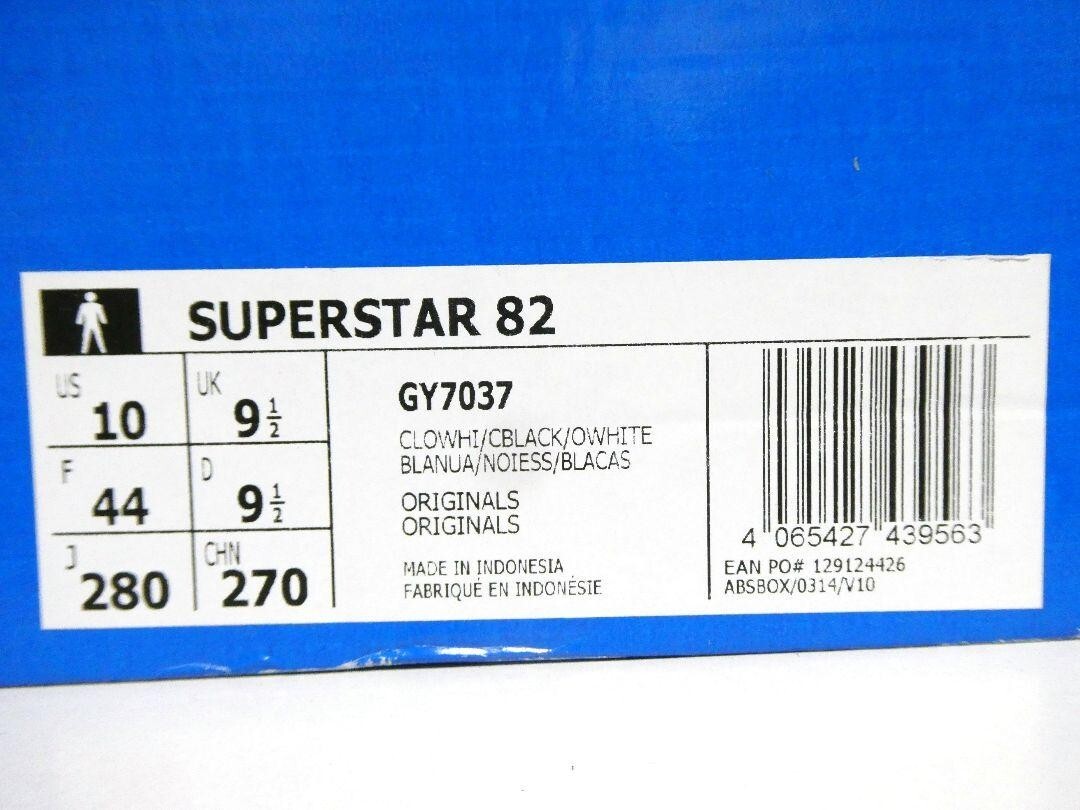 SUPERSTAR 82
US 10
UK 9 1/2
F 44
D 9 1/2
J 280
CHN 270
GY7037
CLOWHI/CBLACK/OWHITE
BLANUA/NOIESS/BLACAS
ORIGINALS
ORIGINALS
MADE IN INDONESIA
FABRIQUÉ EN INDONÉSIE
4 065427 439563
EAN PO# 129124426
ABSBOX/0314/V10